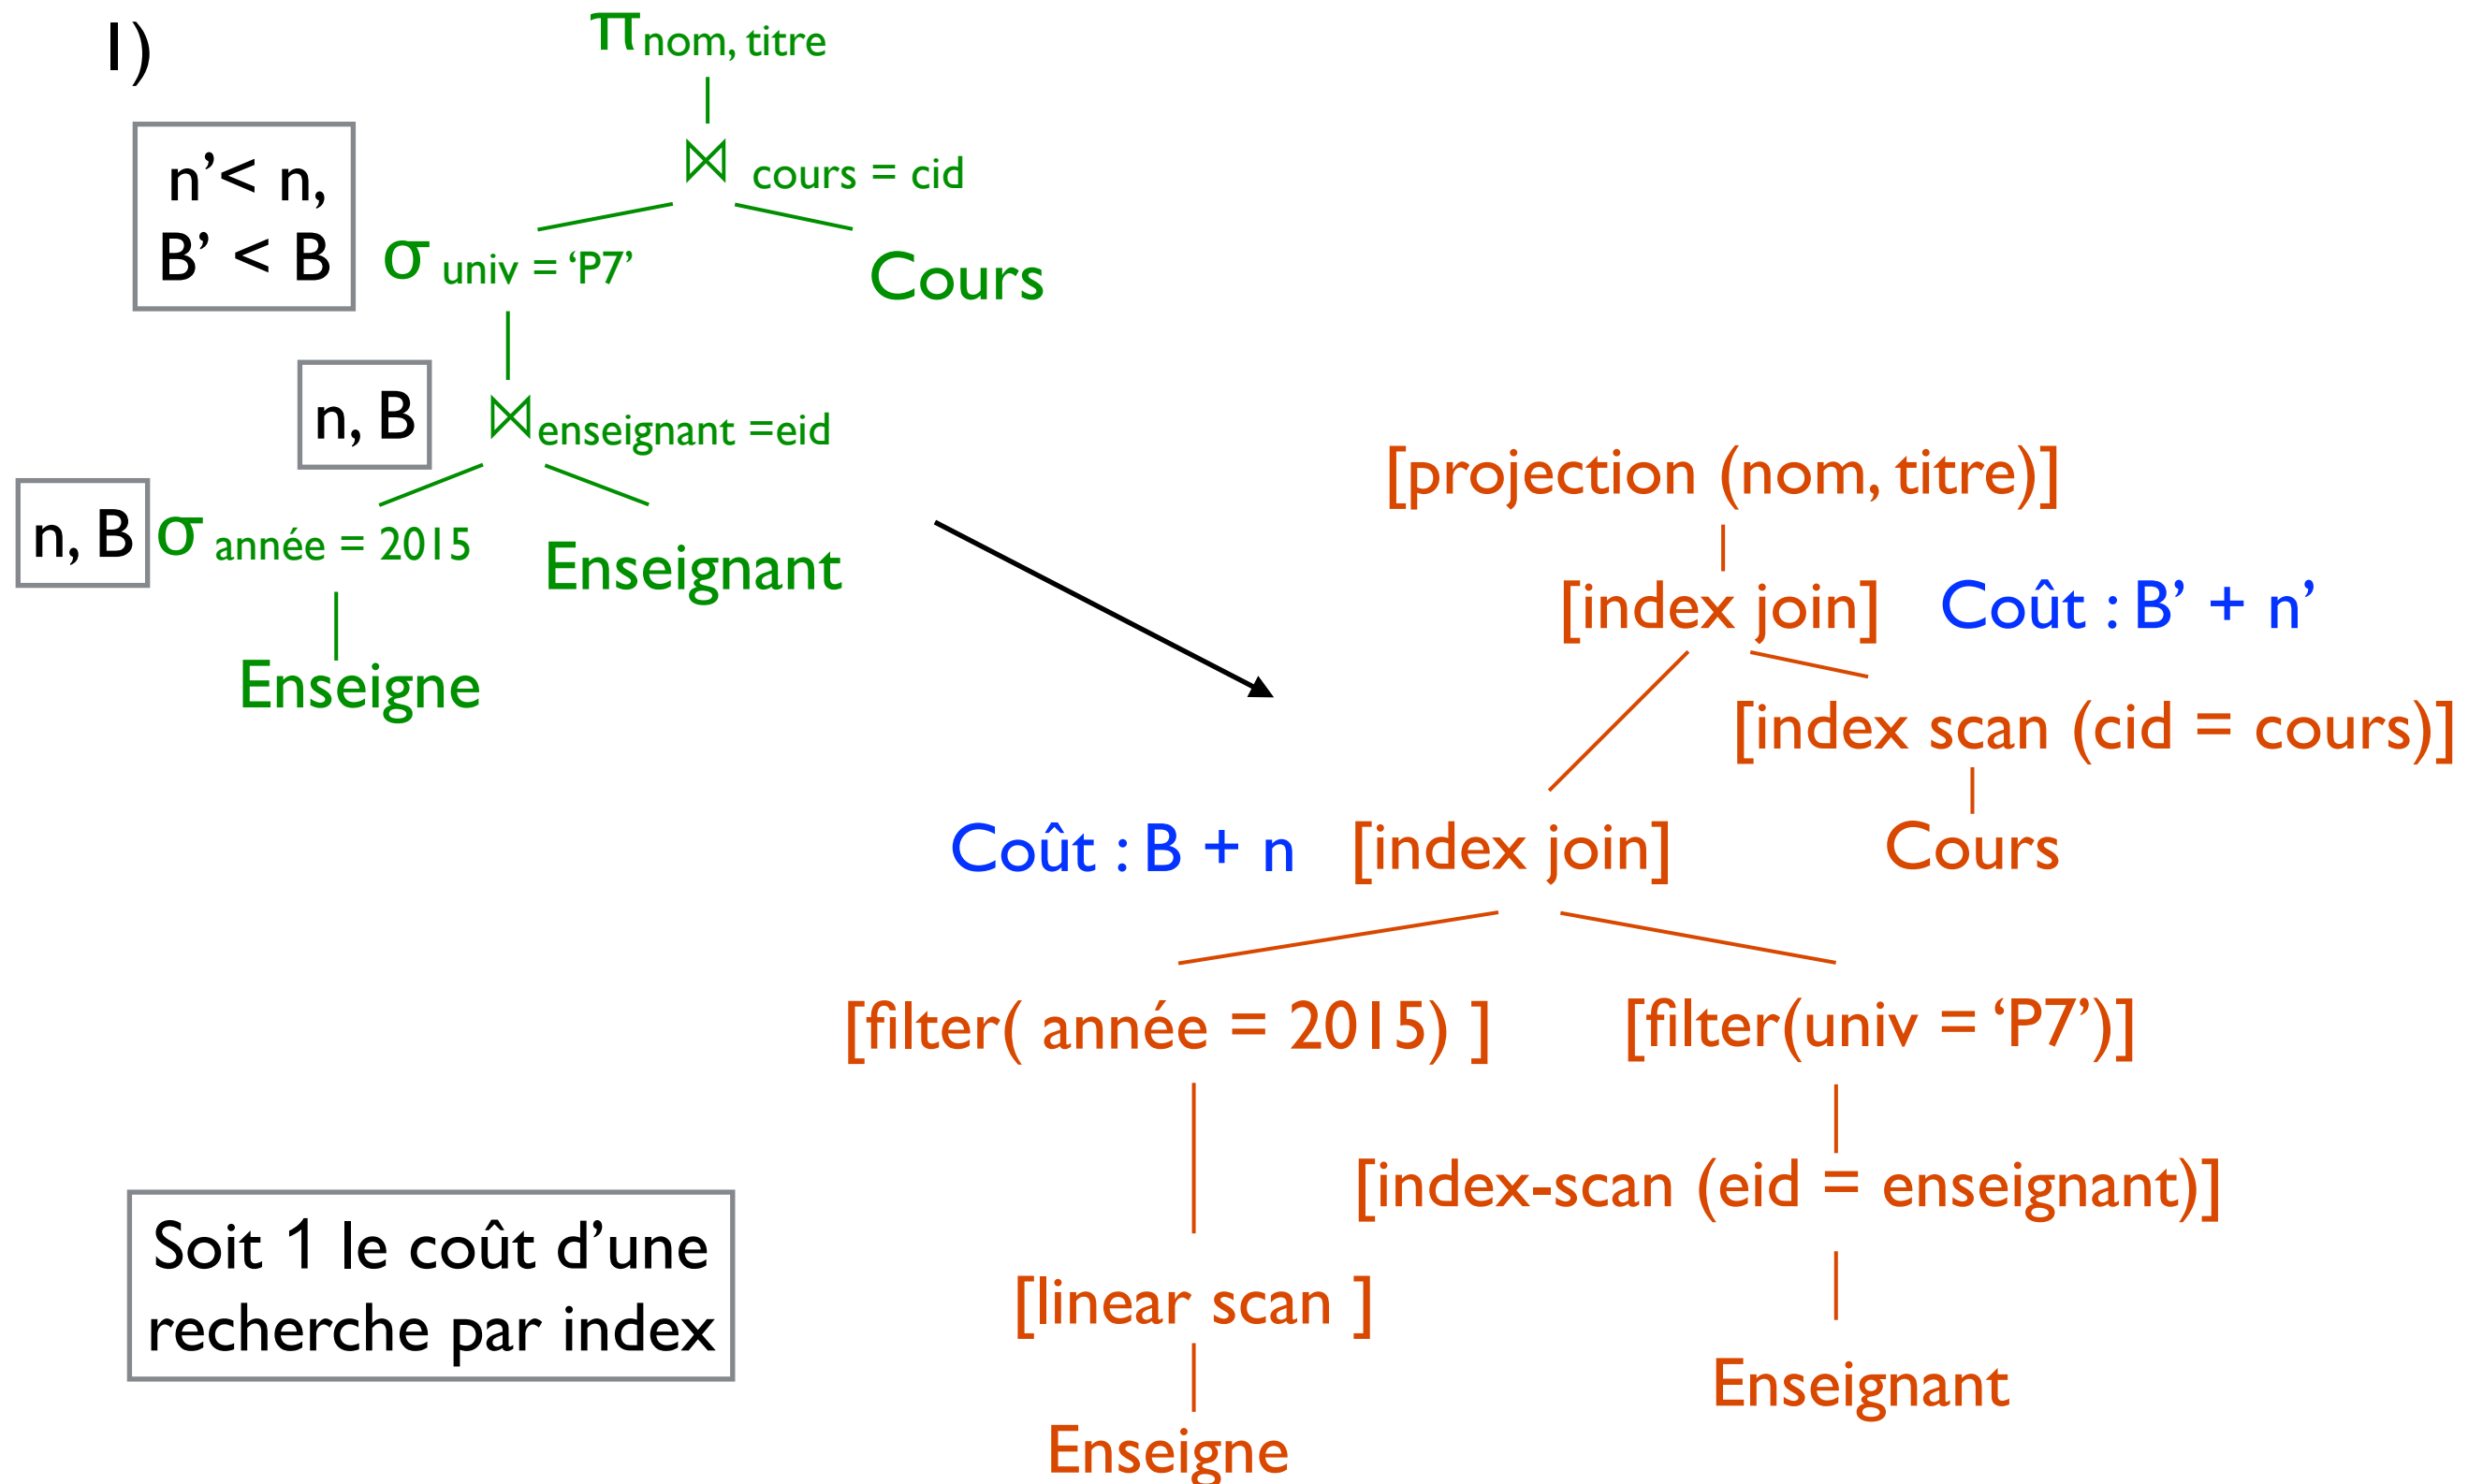 1)
π nom, titre
⋈ cours = cid
n’< n,
B’ < B
σ univ = ‘P7’
Cours
n, B
⋈ enseignant =eid
n, B
σ année = 2015
Enseignant
Enseigne
[projection (nom, titre)]
[index join]
Coût : B’ + n’
[index scan (cid = cours)]
Coût : B + n
[index join]
Cours
[filter( année = 2015) ]
[filter(univ = ‘P7’)]
[index-scan (eid = enseignant)]
Soit 1 le coût d’une
recherche par index
[linear scan ]
Enseignant
Enseigne